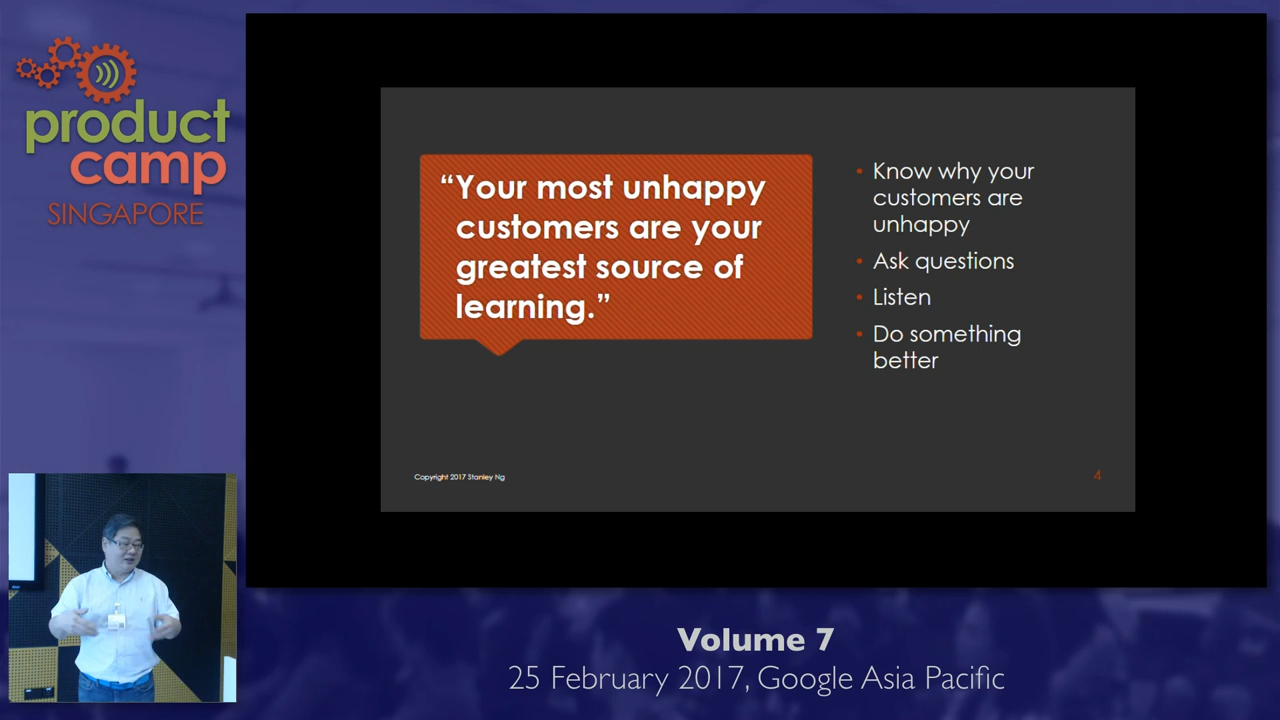 product
camp
SINGAPORE
“Your most unhappy
customers are your
greatest source of
learning.”
• Know why your
customers are
unhappy
• Ask questions
• Listen
• Do something
better
Copyright 2017 Stanley Ng
4
Volume 7
25 February 2017, Google Asia Pacific